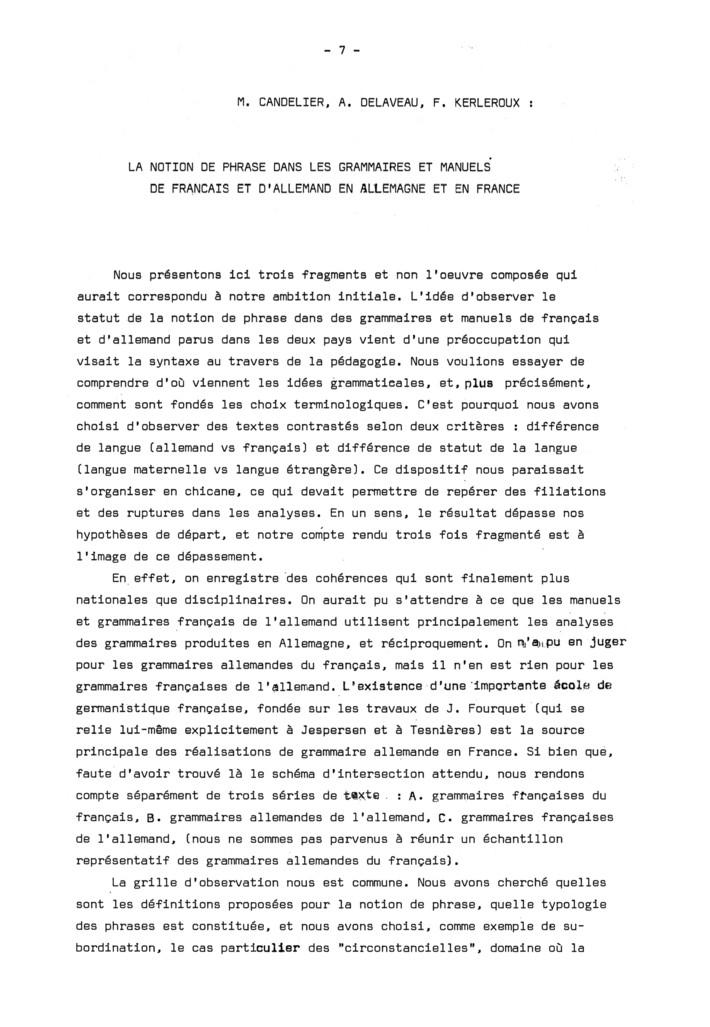 - 7 -
M. CANDELIER, A. DELAVEAU, F. KERLEROUX :
LA NOTION DE PHRASE DANS LES GRAMMAIRES ET MANUELS
DE FRANCAIS ET D'ALLEMAND EN ALLEMAGNE ET EN FRANCE
Nous présentons ici trois fragments et non l'oeuvre composée qui
aurait correspondu à notre ambition initiale. L'idée d'observer le
statut de la notion de phrase dans des grammaires et manuels de français
et d'allemand parus dans les deux pays vient d'une préoccupation qui
visait la syntaxe au travers de la pédagogie. Nous voulions essayer de
comprendre d'où viennent les idées grammaticales, et, plus précisément,
comment sont fondés les choix terminologiques. C'est pourquoi nous avons
choisi d'observer des textes contrastés selon deux critères : différence
de langue (allemand vs français) et différence de statut de la langue
(langue maternelle vs langue étrangère). Ce dispositif nous paraissait
s'organiser en chicane, ce qui devait permettre de repérer des filiations
et des ruptures dans les analyses. En un sens, le résultat dépasse nos
hypothèses de départ, et notre compte rendu trois fois fragmenté est à
l'image de ce dépassement.
En effet, on enregistre des cohérences qui sont finalement plus
nationales que disciplinaires. On aurait pu s'attendre à ce que les manuels
et grammaires français de l'allemand utilisent principalement les analyses
des grammaires produites en Allemagne, et réciproquement. On n'a pu en juger
pour les grammaires allemandes du français, mais il n'en est rien pour les
grammaires françaises de l'allemand. L'existence d'une importante école de
germanistique française, fondée sur les travaux de J. Fourquet (qui se
relie lui-même explicitement à Jespersen et à Tesnières) est la source
principale des réalisations de grammaire allemande en France. Si bien que,
faute d'avoir trouvé là le schéma d'intersection attendu, nous rendons
compte séparément de trois séries de texte : A. grammaires françaises du
français, B. grammaires allemandes de l'allemand, C. grammaires françaises
de l'allemand, (nous ne sommes pas parvenus à réunir un échantillon
représentatif des grammaires allemandes du français).
La grille d'observation nous est commune. Nous avons cherché quelles
sont les définitions proposées pour la notion de phrase, quelle typologie
des phrases est constituée, et nous avons choisi, comme exemple de su-
bordination, le cas particulier des "circonstancielles", domaine où la